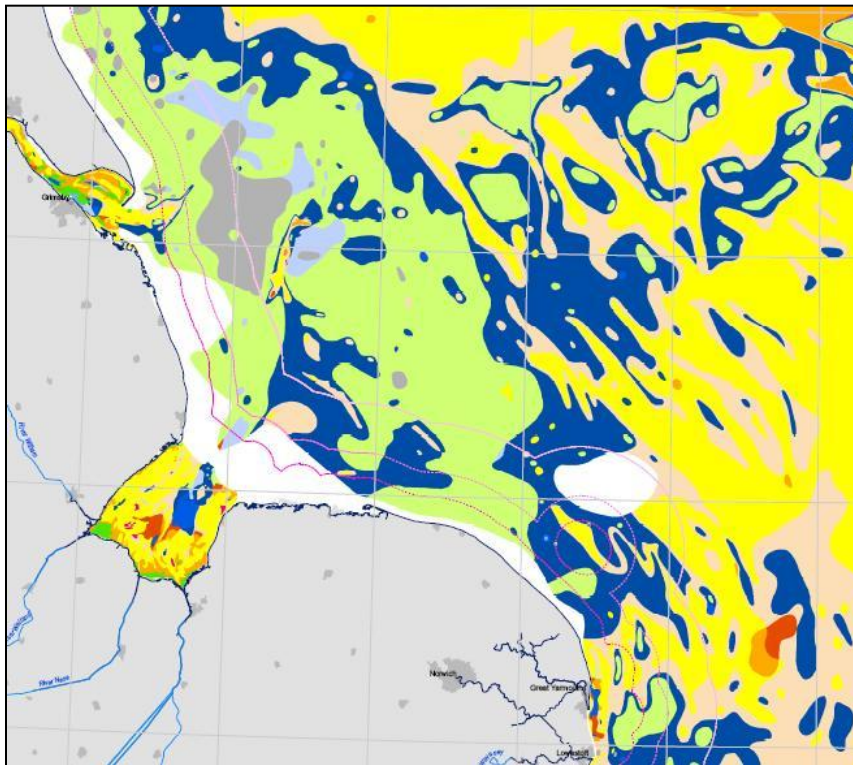 Grimsby
River Witham
River Nene
Norwich
Great Yarmouth
Lowestoft